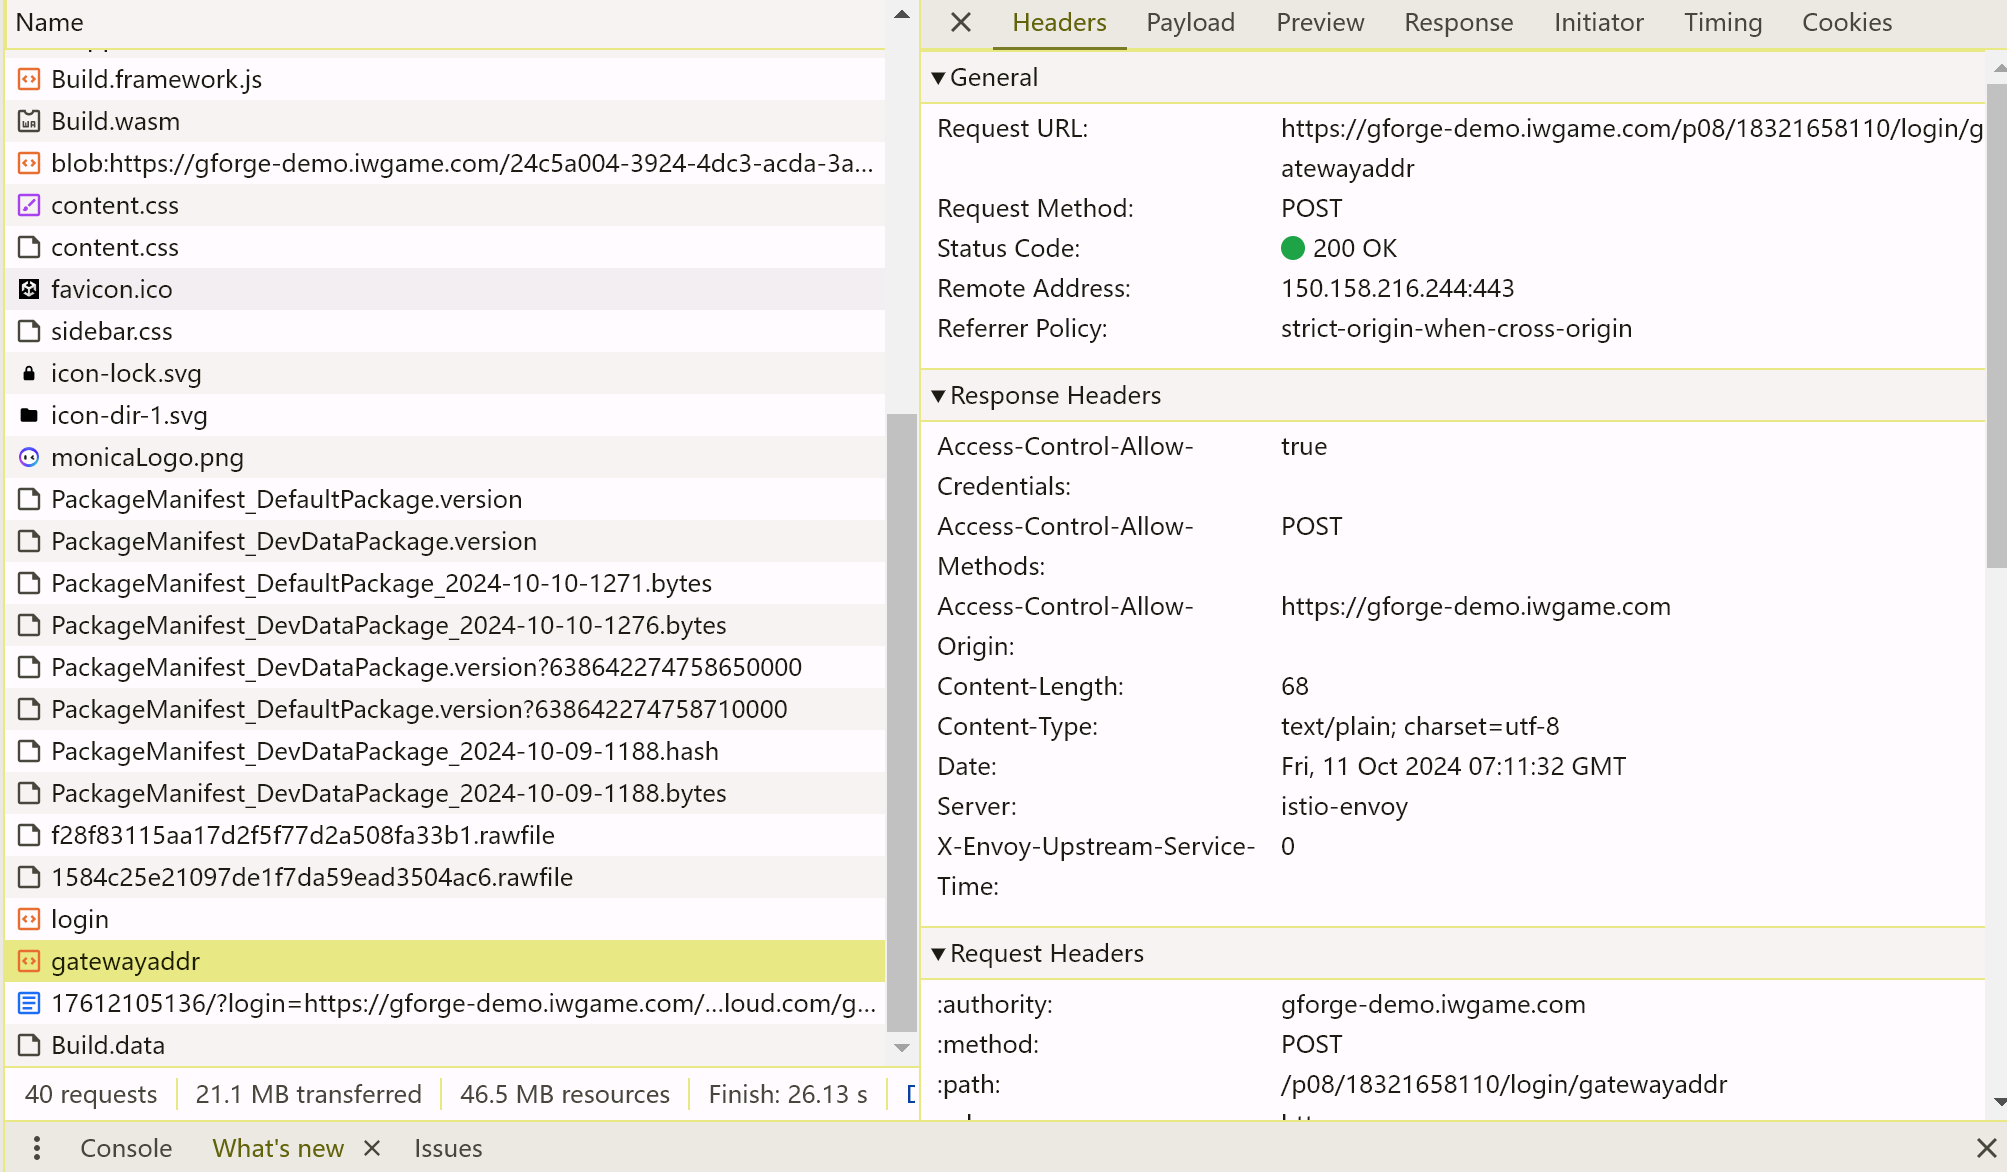 Name
Build.framework.js
Build.wasm
blob:https://gforge-demo.iwgame.com/24c5a004-3924-4dc3-acda-3a...
content.css
content.css
favicon.ico
sidebar.css
icon-lock.svg
icon-dir-1.svg
monicaLogo.png
PackageManifest_DefaultPackage.version
PackageManifest_DevDataPackage.version
PackageManifest_DefaultPackage_2024-10-10-1271.bytes
PackageManifest_DevDataPackage_2024-10-10-1276.bytes
PackageManifest_DevDataPackage.version?638642274758650000
PackageManifest_DefaultPackage.version?638642274758710000
PackageManifest_DevDataPackage_2024-10-09-1188.hash
PackageManifest_DevDataPackage_2024-10-09-1188.bytes
f28f83115aa17d2f5f77d2a508fa33b1.rawfile
1584c25e21097de1f7da59ead3504ac6.rawfile
login
gatewayaddr
17612105136/?login=https://gforge-demo.iwgame.com/...loud.com/g...
Build.data
40 requests 21.1 MB transferred 46.5 MB resources Finish: 26.13 s
Headers Payload Preview Response Initiator Timing Cookies
General
Request URL: https://gforge-demo.iwgame.com/p08/18321658110/login/g
atewayaddr
Request Method: POST
Status Code: 200 OK
Remote Address: 150.158.216.244:443
Referrer Policy: strict-origin-when-cross-origin
Response Headers
Access-Control-Allow- true
Credentials:
Access-Control-Allow- POST
Methods:
Access-Control-Allow- https://gforge-demo.iwgame.com
Origin:
Content-Length: 68
Content-Type: text/plain; charset=utf-8
Date: Fri, 11 Oct 2024 07:11:32 GMT
Server: istio-envoy
X-Envoy-Upstream-Service- 0
Time:
Request Headers
:authority: gforge-demo.iwgame.com
:method: POST
:path: /p08/18321658110/login/gatewayaddr
Console What's new Issues